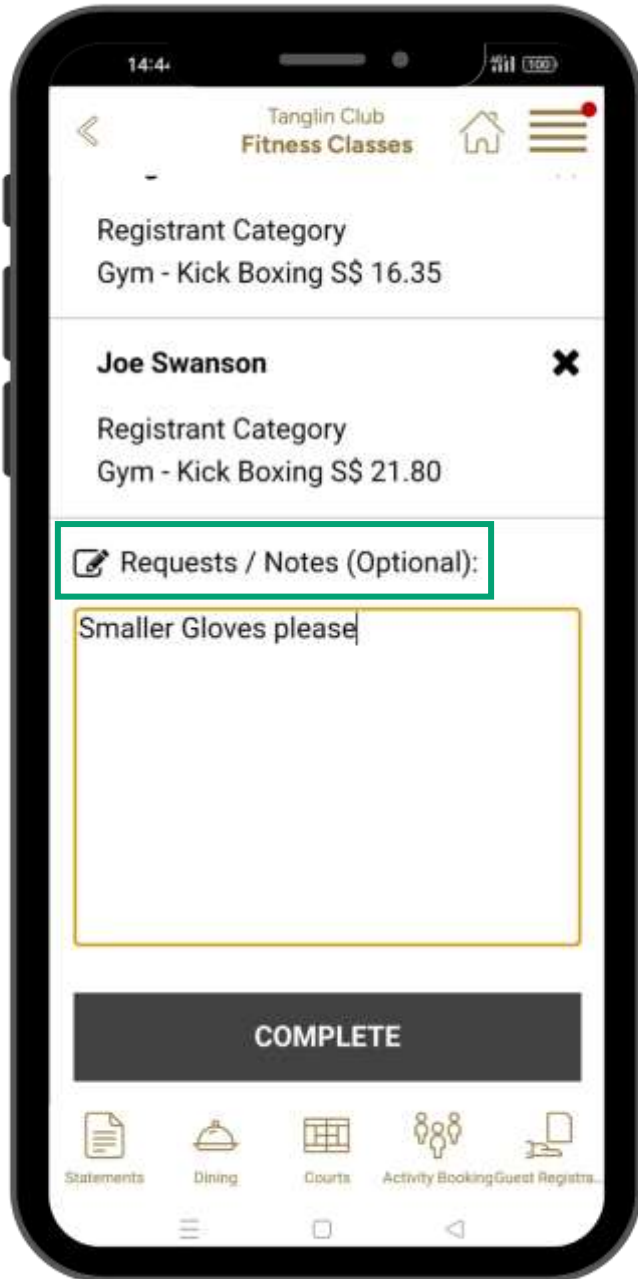 14:44
4G 100
Tanglin Club
Fitness Classes
Registrant Category
Gym - Kick Boxing S$ 16.35
Joe Swanson
Registrant Category
Gym - Kick Boxing S$ 21.80
Requests / Notes (Optional):
Smaller Gloves please
COMPLETE
Statements
Dining
Courts
Activity Booking
Guest Registra...